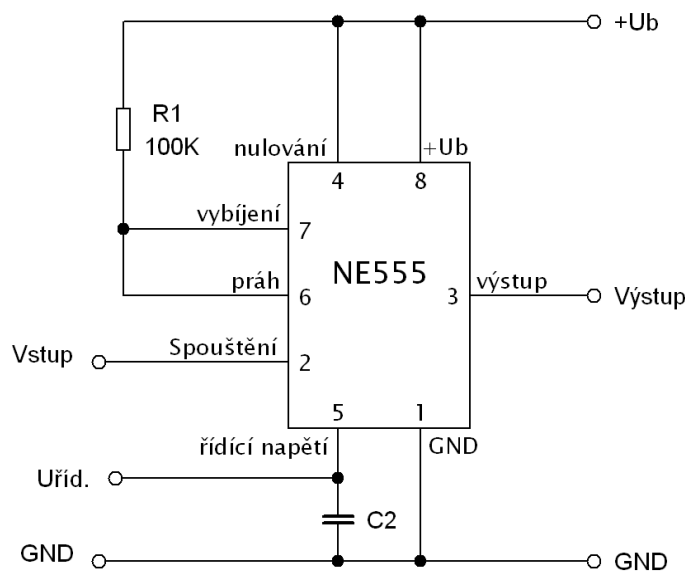 +Ub
R1
100K
nulování
+Ub
4
8
vybíjení
7
NE555
práh
6
3
výstup
Výstup
Vstup
Spouštění
2
5
1
řídící napětí
GND
Uříd.
C2
GND
GND